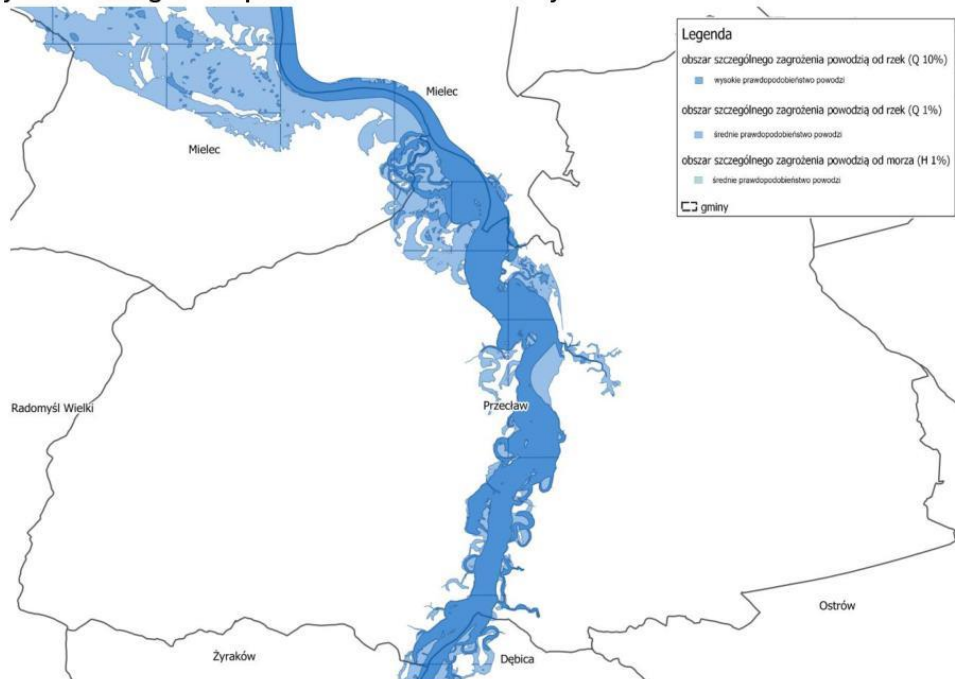 Mielec
Mielec
Legenda
obszar szczególnego zagrożenia powodzią od rzek (Q 10%)
wysokie prawdopodobieństwo powodzi
obszar szczególnego zagrożenia powodzią od rzek (Q 1%)
średnie prawdopodobieństwo powodzi
obszar szczególnego zagrożenia powodzią od morza (H 1%)
średnie prawdopodobieństwo powodzi
gminy
Radomyśl Wielki
Przecław
Ostrów
Żyraków
Dębica